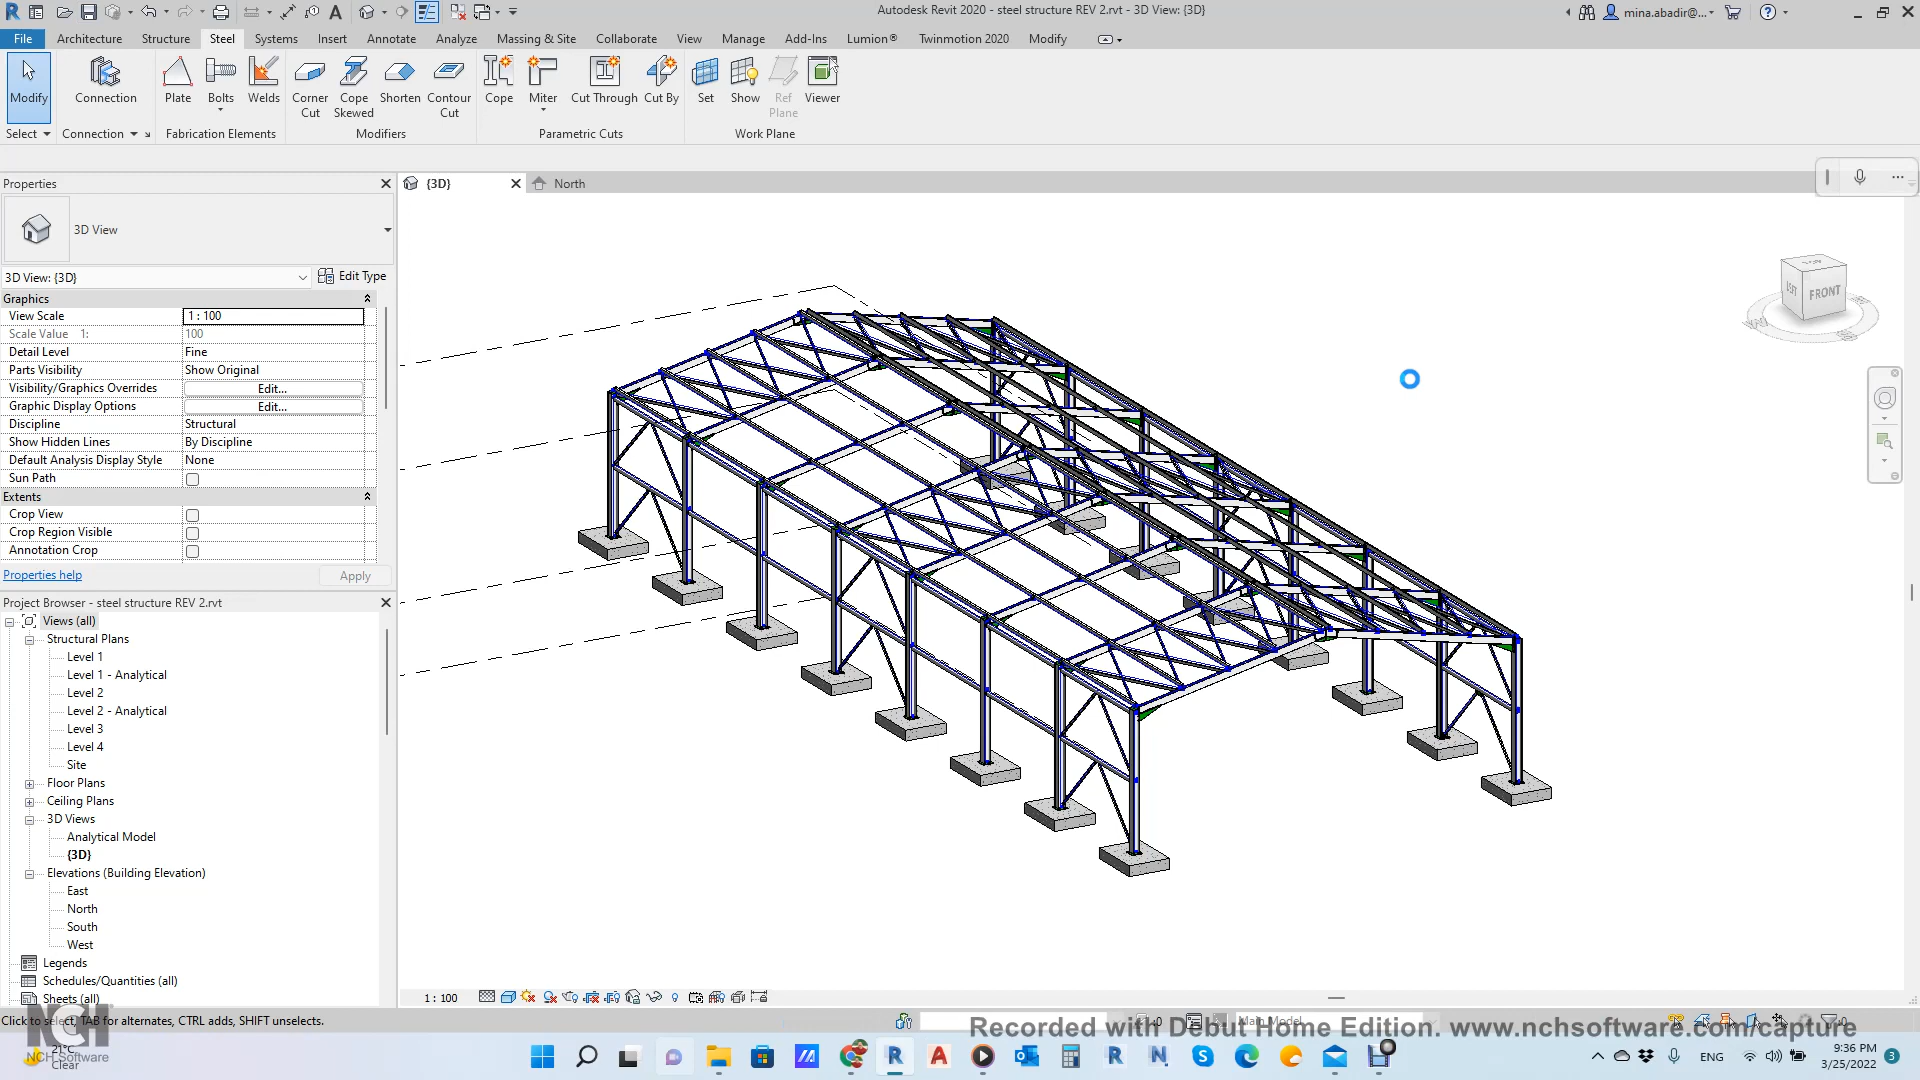 Autodesk Revit 2020 - steel structure REV 2.rvt - 3D View: {3D}
mina.abadir@...
File Architecture Structure Steel Systems Insert Annotate Analyze Massing & Site Collaborate View Manage Add-Ins Lumion® Twinmotion 2020 Modify
Modify Connection Plate Bolts Welds Corner Cut Cope Skewed Shorten Contour Cut Cope Miter Cut Through Cut By Set Show Ref Plane Viewer
Select Connection Fabrication Elements Modifiers Parametric Cuts Work Plane
Properties
{3D} North
3D View
3D View: {3D} Edit Type
Graphics
View Scale 1 : 100
Scale Value 1: 100
Detail Level Fine
Parts Visibility Show Original
Visibility/Graphics Overrides Edit...
Graphic Display Options Edit...
Discipline Structural
Show Hidden Lines By Discipline
Default Analysis Display Style None
Sun Path
Extents
Crop View
Crop Region Visible
Annotation Crop
Properties help Apply
TOP
LEFT FRONT
W S
Project Browser - steel structure REV 2.rvt
Views (all)
Structural Plans
Level 1
Level 1 - Analytical
Level 2
Level 2 - Analytical
Level 3
Level 4
Site
Floor Plans
Ceiling Plans
3D Views
Analytical Model
{3D}
Elevations (Building Elevation)
East
North
South
West
Legends
Schedules/Quantities (all)
Sheets (all)
1 : 100
Click to select, TAB for alternates, CTRL adds, SHIFT unselects.
:0 Main Model :0
Recorded with Debut Home Edition. www.nchsoftware.com/capture
NCH
NCH Software
21°C
Clear
ENG
9:36 PM
3/25/2022
3